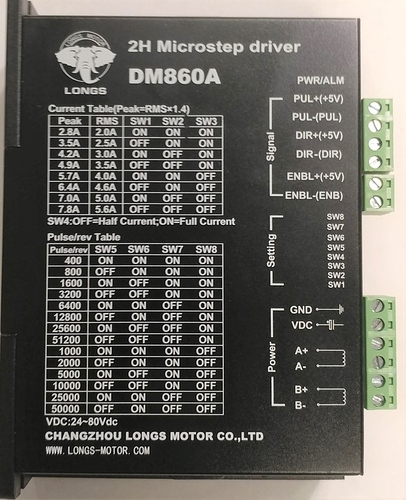 LONGS MOTOR
LONGS
2H Microstep driver
DM860A
Current Table(Peak=RMS×1.4)
Peak RMS SW1 SW2 SW3
2.8A 2.0A ON ON ON
3.5A 2.5A OFF ON ON
4.2A 3.0A ON OFF ON
4.9A 3.5A OFF OFF ON
5.7A 4.0A ON ON OFF
6.4A 4.6A OFF ON OFF
7.0A 5.0A ON OFF OFF
7.8A 5.6A OFF OFF OFF
SW4:OFF=Half Current;ON=Full Current
Pulse/rev Table
Pulse/rev SW5 SW6 SW7 SW8
400 ON ON ON ON
800 OFF ON ON ON
1600 ON OFF ON ON
3200 OFF OFF ON ON
6400 ON ON OFF ON
12800 OFF ON OFF ON
25600 ON OFF OFF ON
51200 OFF OFF OFF ON
1000 ON ON ON OFF
2000 OFF ON ON OFF
5000 ON OFF ON OFF
10000 OFF OFF ON OFF
25000 ON ON OFF OFF
50000 OFF ON OFF OFF
VDC:24~80Vdc
CHANGZHOU LONGS MOTOR CO.,LTD
WWW.LONGS-MOTOR.COM
PWR/ALM
Signal
PUL+(+5V)
PUL-(PUL)
DIR+(+5V)
DIR-(DIR)
ENBL+(+5V)
ENBL-(ENB)
Setting
SW8
SW7
SW6
SW5
SW4
SW3
SW2
SW1
Power
GND
VDC
A+
A-
B+
B-